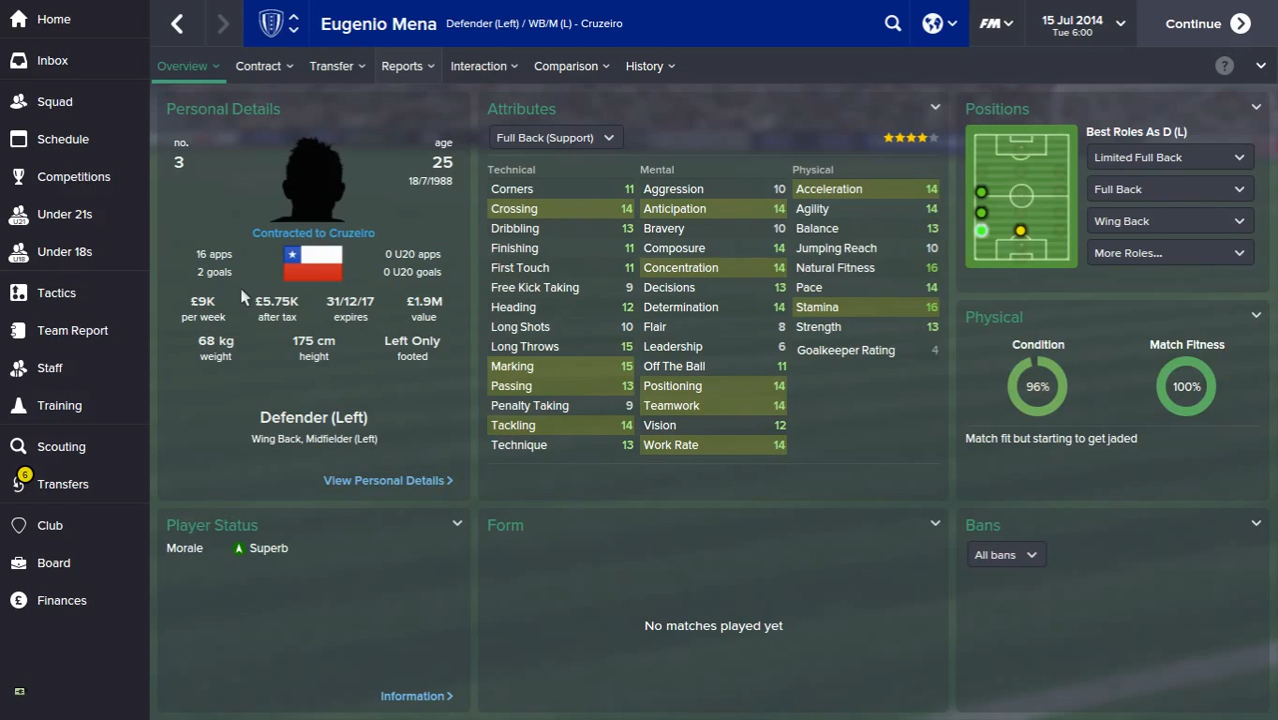 Home
Inbox
Squad
Schedule
Competitions
U21
Under 21s
U18
Under 18s
Tactics
Team Report
Staff
Training
Scouting
6
Transfers
Club
Board
Finances
Eugenio Mena
Defender (Left) / WB/M (L) - Cruzeiro
FM
15 Jul 2014
Tue 6:00
Continue
Overview
Contract
Transfer
Reports
Interaction
Comparison
History
?
Personal Details
no.
3
age
25
18/7/1988
Contracted to Cruzeiro
16 apps
2 goals
0 U20 apps
0 U20 goals
£9K
per week
£5.75K
after tax
31/12/17
expires
£1.9M
value
68 kg
weight
175 cm
height
Left Only
footed
Defender (Left)
Wing Back, Midfielder (Left)
View Personal Details >
Attributes
Full Back (Support)
Technical
Corners 11
Crossing 14
Dribbling 13
Finishing 11
First Touch 11
Free Kick Taking 9
Heading 12
Long Shots 10
Long Throws 15
Marking 15
Passing 13
Penalty Taking 9
Tackling 14
Technique 13
Mental
Aggression 10
Anticipation 14
Bravery 10
Composure 14
Concentration 14
Decisions 13
Determination 14
Flair 8
Leadership 6
Off The Ball 11
Positioning 14
Teamwork 14
Vision 12
Work Rate 14
Physical
Acceleration 14
Agility 14
Balance 13
Jumping Reach 10
Natural Fitness 16
Pace 14
Stamina 16
Strength 13
Goalkeeper Rating 4
Positions
Best Roles As D (L)
Limited Full Back
Full Back
Wing Back
More Roles...
Physical
Condition
96%
Match Fitness
100%
Match fit but starting to get jaded
Player Status
Morale Superb
Information >
Form
No matches played yet
Bans
All bans